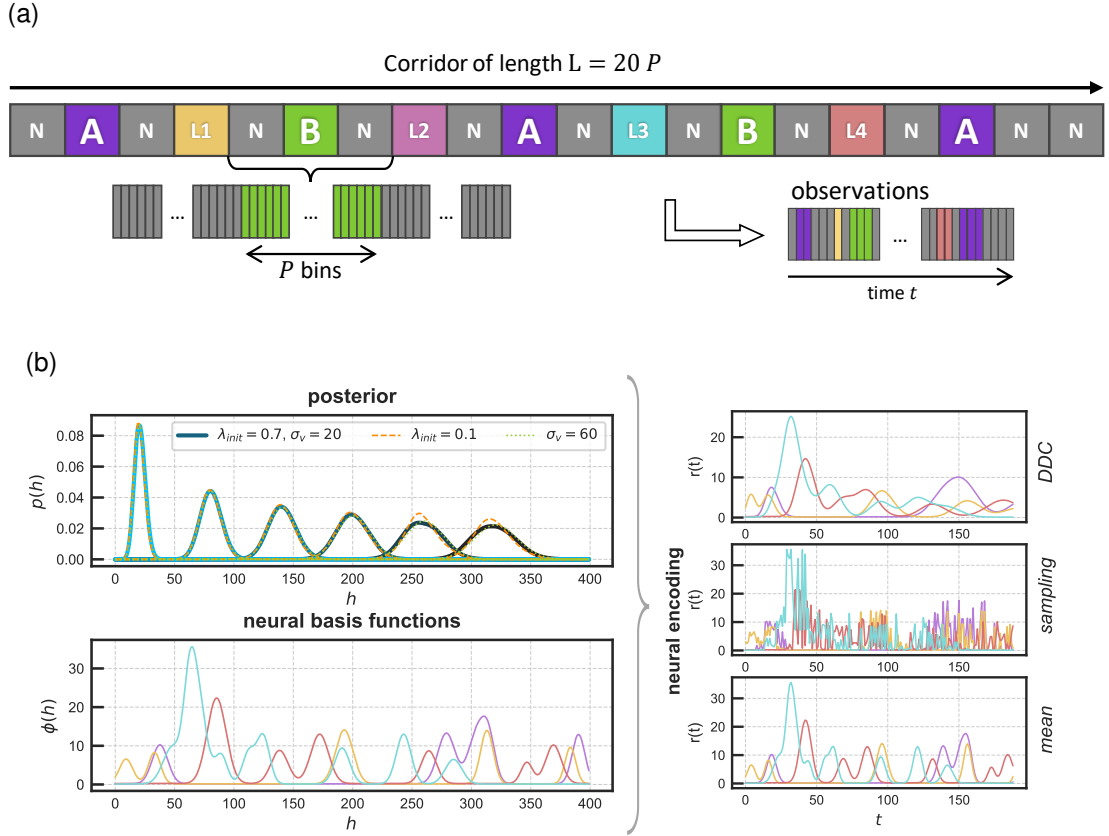 (a)
Corridor of length L = 20 P
N A N L1 N B N L2 N A N L3 N B N L4 N A N N
... ... ...
P bins
observations
...
time t
(b)
posterior
λinit = 0.7, σv = 20 λinit = 0.1 σv = 60
p(h)
0.08
0.06
0.04
0.02
0.00
0 50 100 150 200 250 300 350 400
h
neural basis functions
ϕ(h)
30
20
10
0
0 50 100 150 200 250 300 350 400
h
neural encoding
r(t)
20
10
0
0 50 100 150
DDC
r(t)
30
20
10
0
0 50 100 150
sampling
r(t)
30
20
10
0
0 50 100 150
t
mean